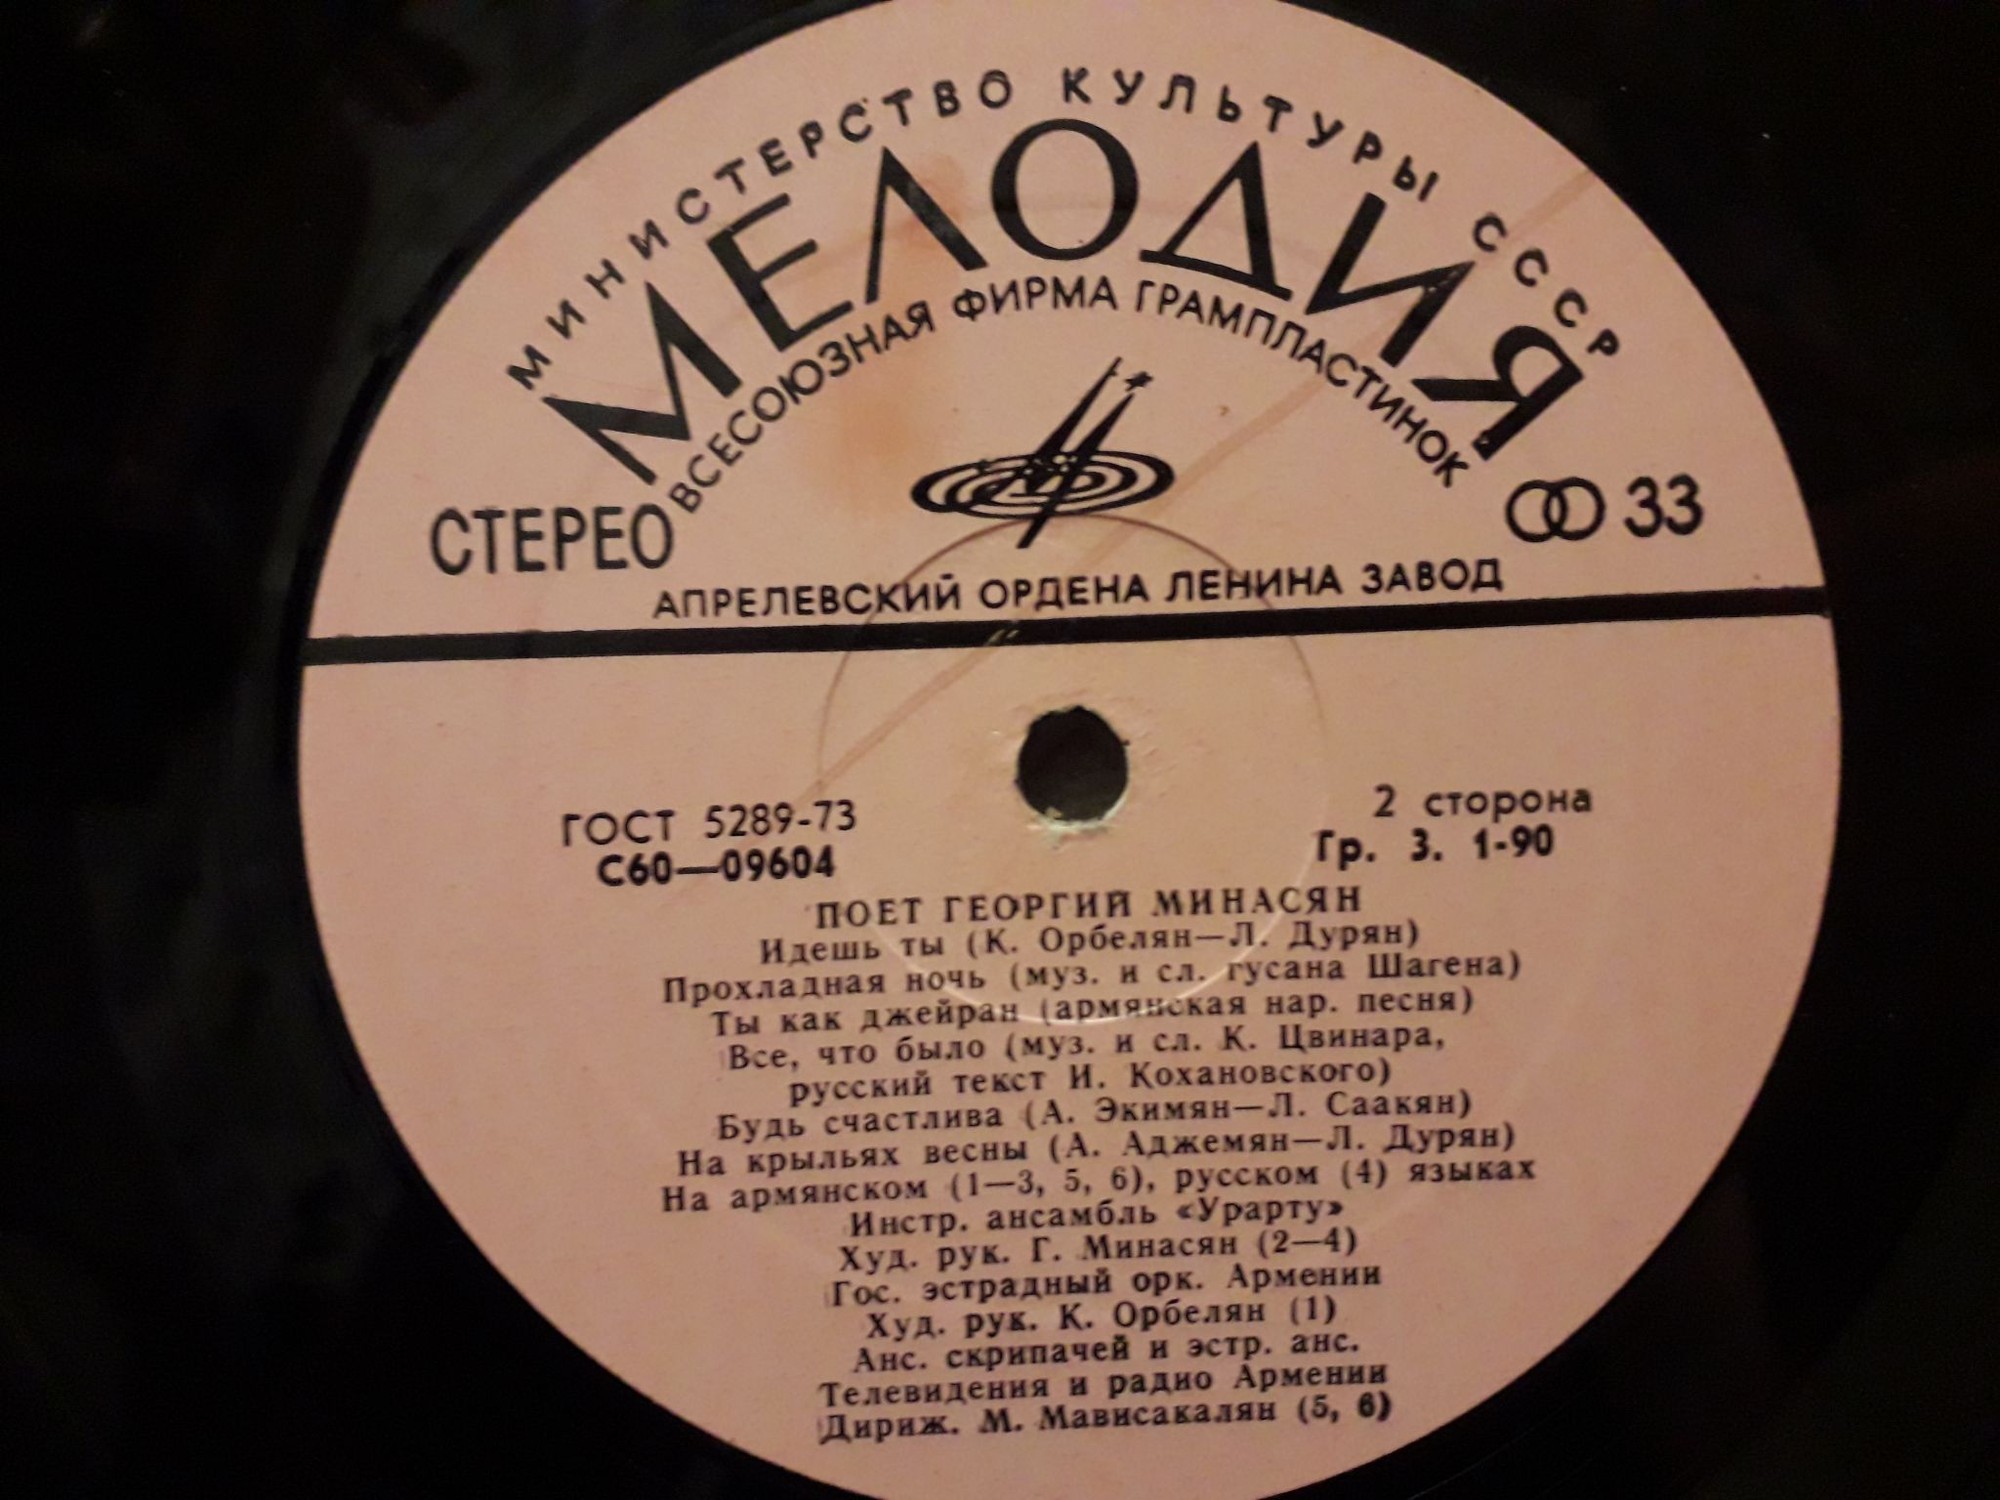 МИНИСТЕРСТВО КУЛЬТУРЫ СССР
МЕЛОДИЯ
ВСЕСОЮЗНАЯ ФИРМА ГРАМПЛАСТИНОК
СТЕРЕО
33
АПРЕЛЕВСКИЙ ОРДЕНА ЛЕНИНА ЗАВОД
ГОСТ 5289-73
С60—09604
2 сторона
Гр. 3. 1-90
ПОЕТ ГЕОРГИЙ МИНАСЯН
Идешь ты (К. Орбелян—Л. Дурян)
Прохладная ночь (муз. и сл. гусана Шагена)
Ты как джейран (армянская нар. песня)
Все, что было (муз. и сл. К. Цвинара,
русский текст И. Кохановского)
Будь счастлива (А. Экимян—Л. Саакян)
На крыльях весны (А. Аджемян—Л. Дурян)
На армянском (1—3, 5, 6), русском (4) языках
Инстр. ансамбль «Урарту»
Худ. рук. Г. Минасян (2—4)
Гос. эстрадный орк. Армении
Худ. рук. К. Орбелян (1)
Анс. скрипачей и эстр. анс.
Телевидения и радио Армении
Дириж. М. Мависакалян (5, 6)